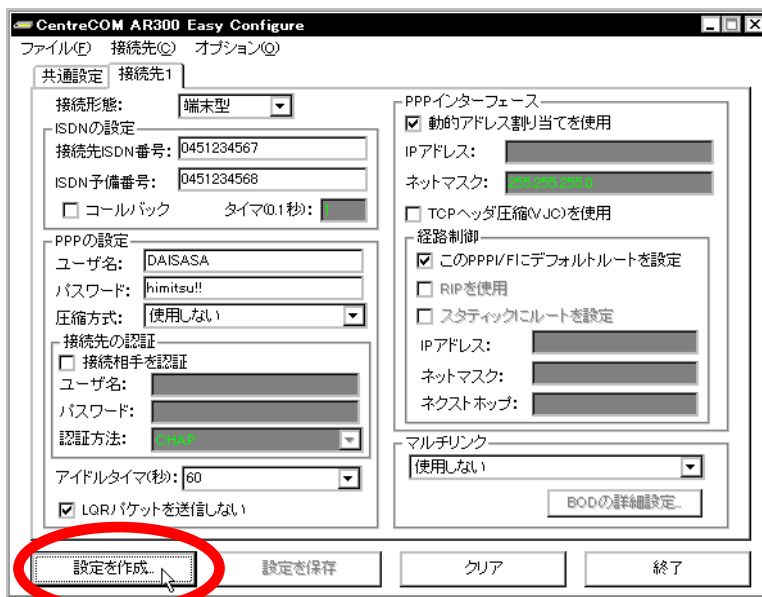 CentreCOM AR300 Easy Configure
ファイル(F) 接続先(C) オプション(O)
共通設定 接続先1
接続形態: 端末型
ISDNの設定
接続先ISDN番号: 0451234567
ISDN予備番号: 0451234568
コールバック タイマ(0.1秒): 1
PPPの設定
ユーザ名: DAISASA
パスワード: himitsu!!
圧縮方式: 使用しない
接続先の認証
接続相手を認証
ユーザ名:
パスワード:
認証方法: CHAP
アイドルタイマ(秒): 60
LQRパケットを送信しない
PPPインターフェース
動的アドレス割り当てを使用
IPアドレス:
ネットマスク: 255.255.255.0
TCPヘッダ圧縮(VJC)を使用
経路制御
このPPPI/Fにデフォルトルートを設定
RIPを使用
スタティックにルートを設定
IPアドレス:
ネットマスク:
ネクストホップ:
マルチリンク
使用しない
BODの詳細設定...
設定を作成... 設定を保存 クリア 終了